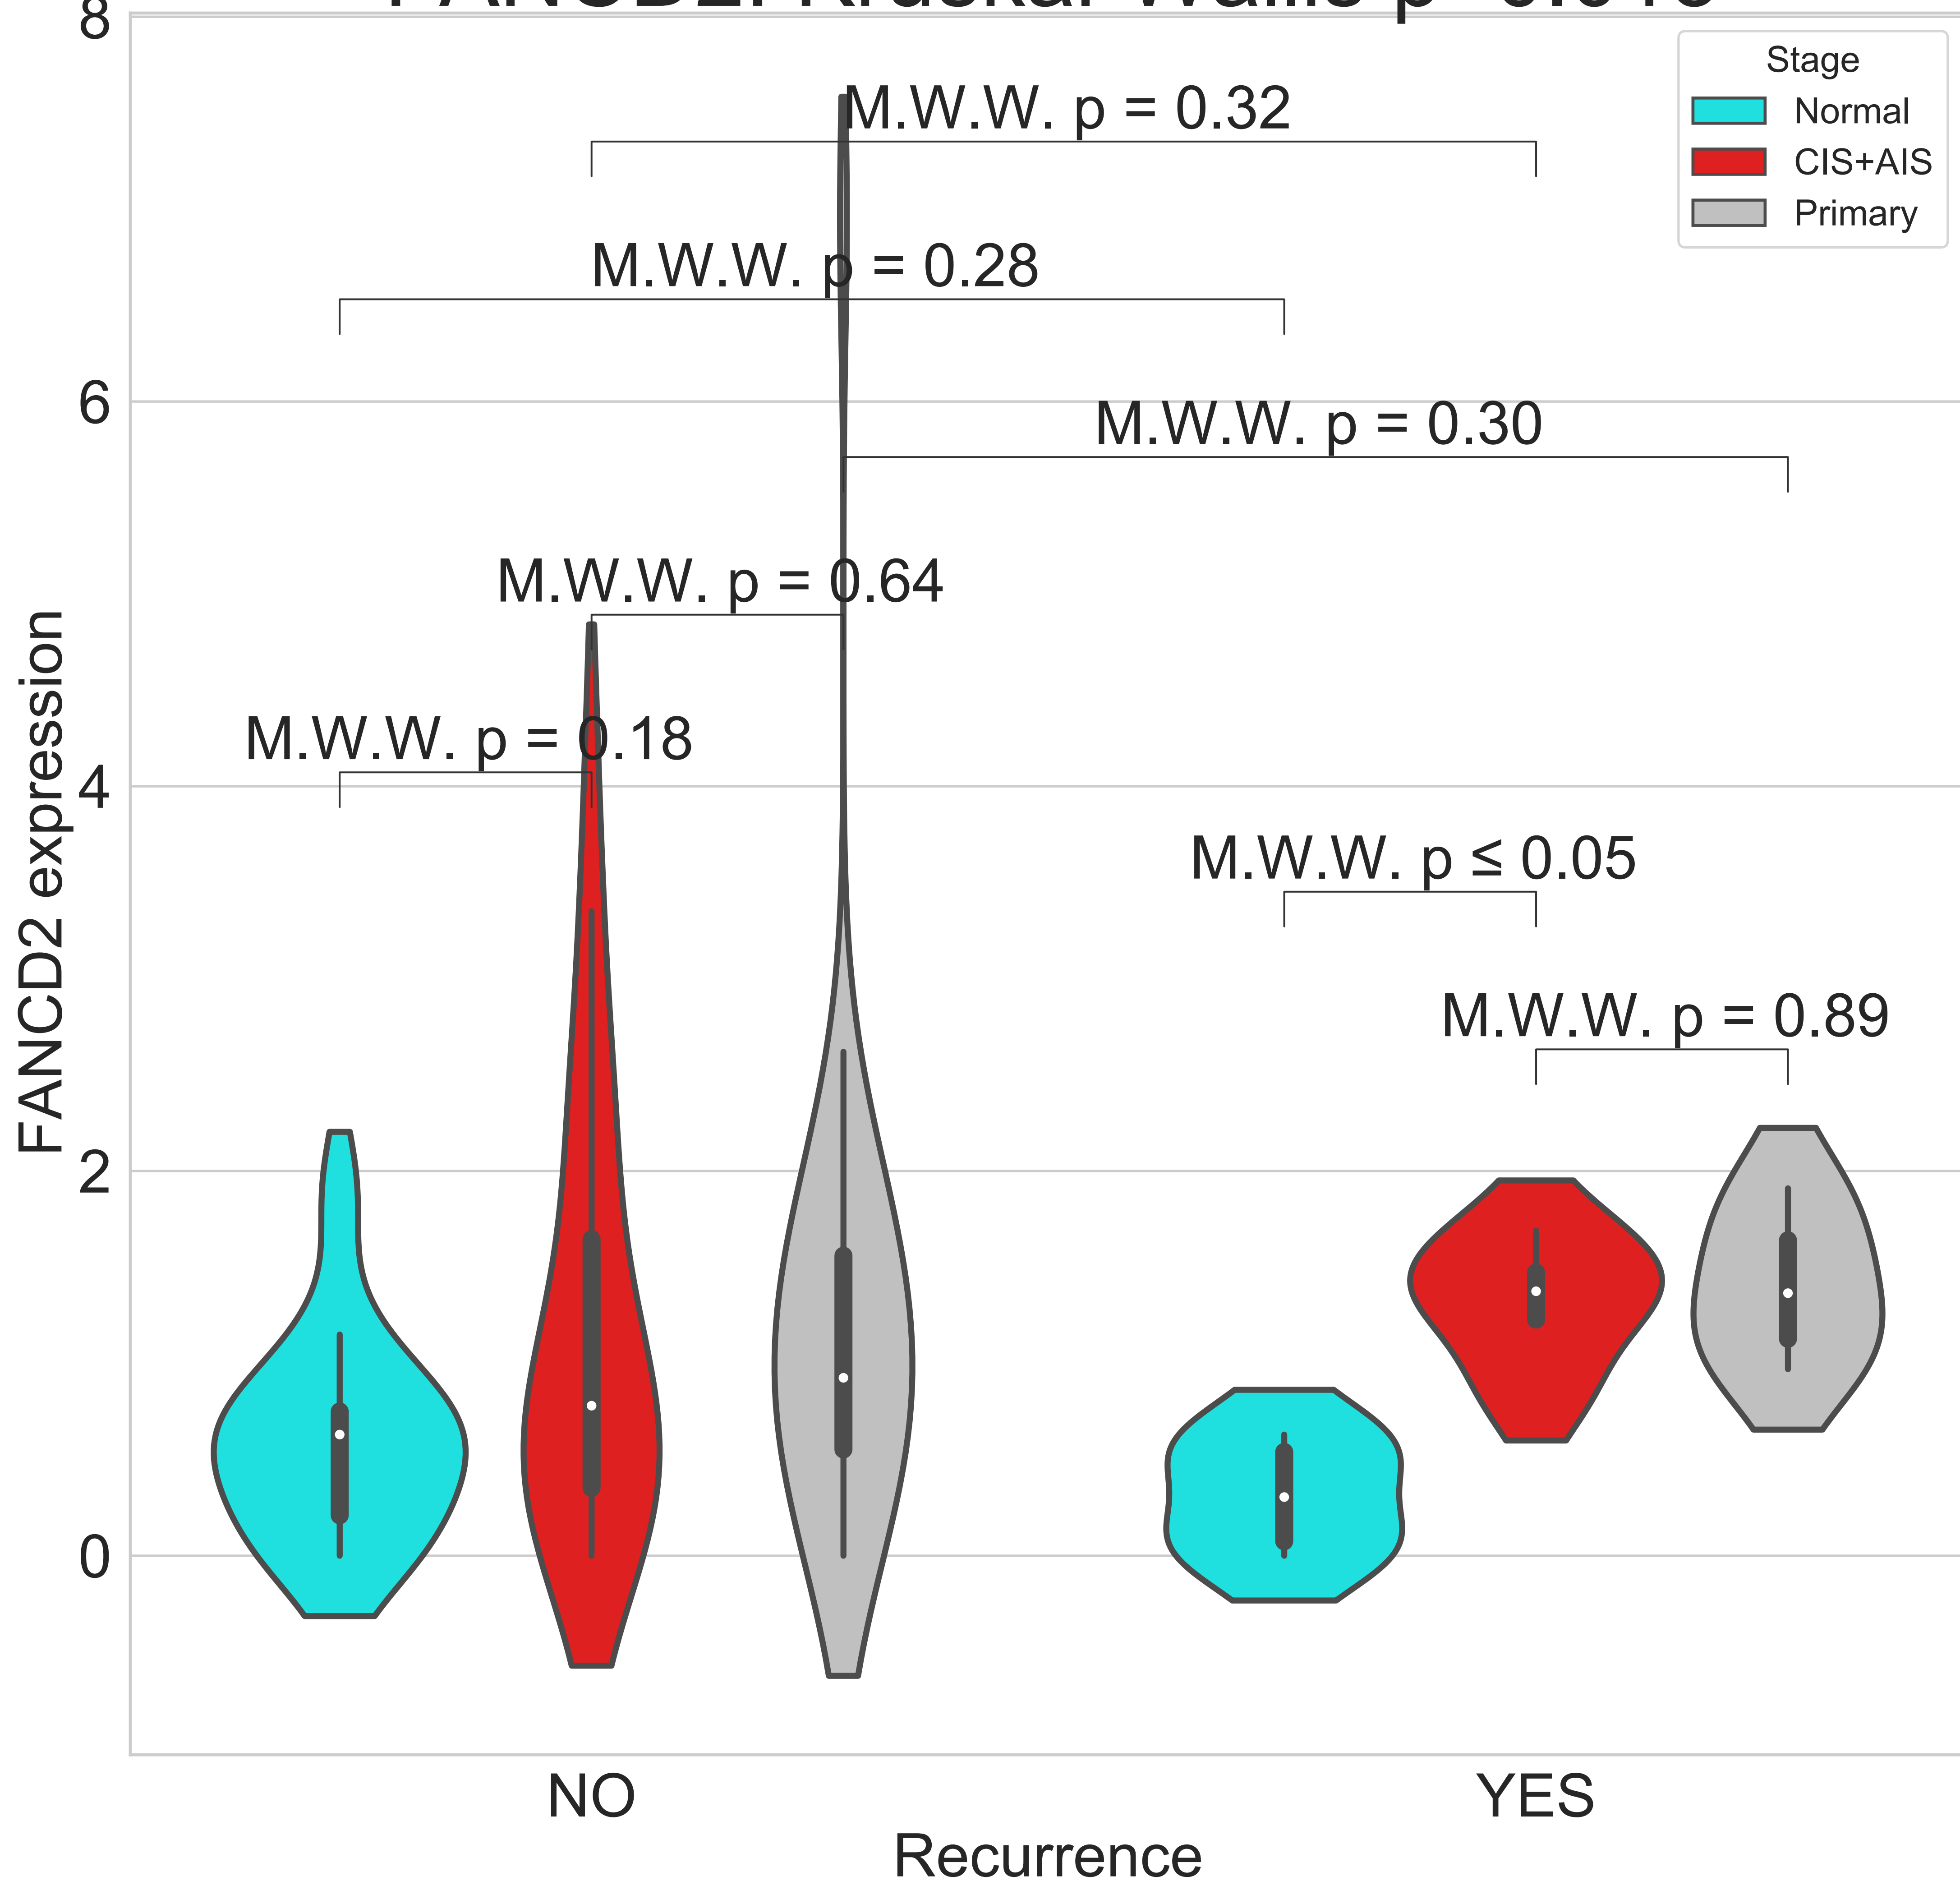 8
Stage
Normal
CIS+AIS
Primary
M.W.W. p = 0.32
M.W.W. p = 0.28
6
M.W.W. p = 0.30
M.W.W. p = 0.64
M.W.W. p = 0.18
4
M.W.W. p ≤ 0.05
M.W.W. p = 0.89
FANCD2 expression
2
0
NO
YES
Recurrence